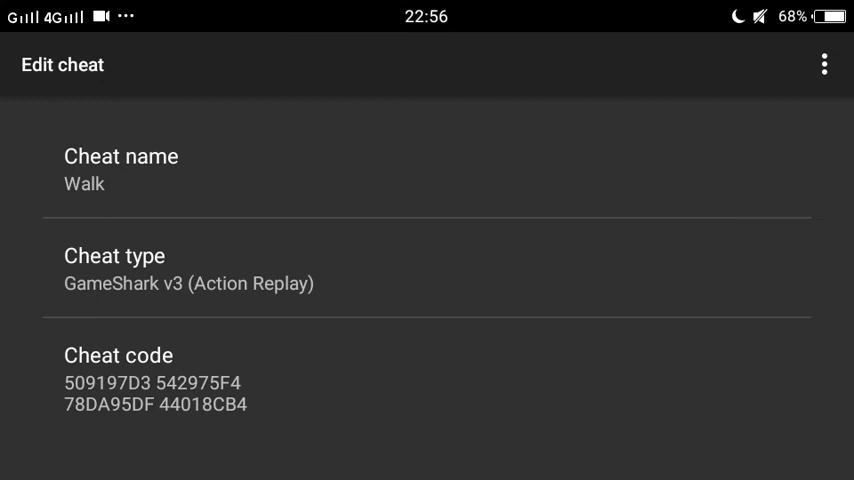 G 4G 22:56 68%
Edit cheat
Cheat name
Walk
Cheat type
GameShark v3 (Action Replay)
Cheat code
509197D3 542975F4
78DA95DF 44018CB4